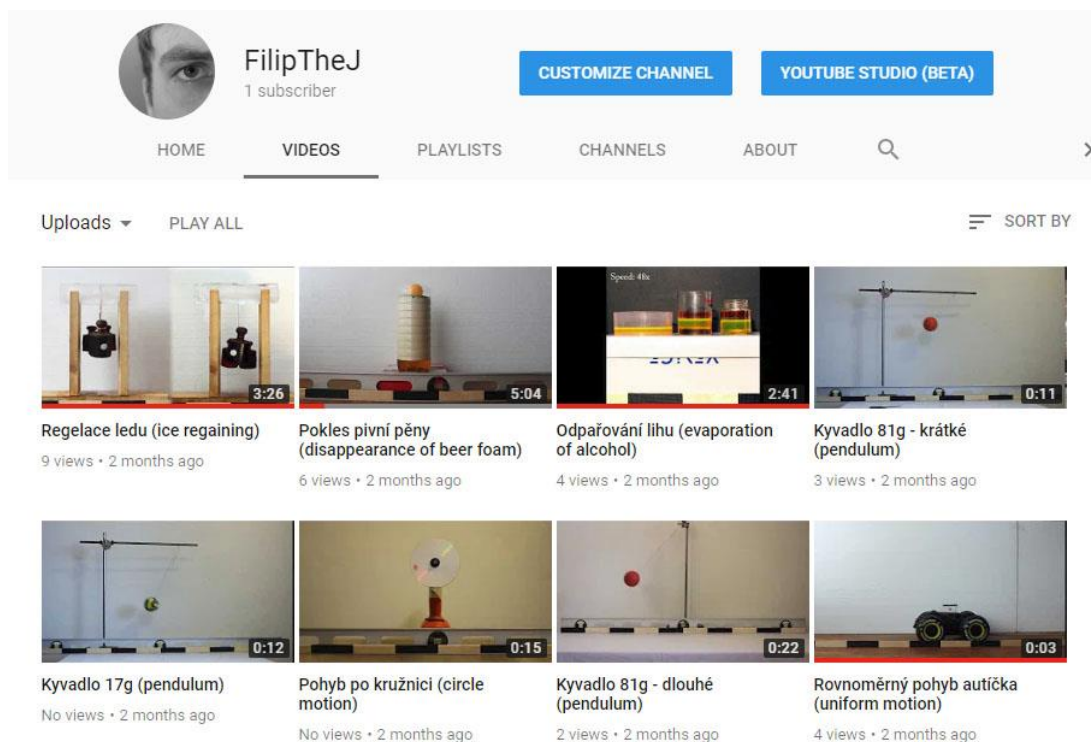 FilipTheJ
1 subscriber
CUSTOMIZE CHANNEL
YOUTUBE STUDIO (BETA)
HOME
VIDEOS
PLAYLISTS
CHANNELS
ABOUT
Uploads
PLAY ALL
SORT BY
3:26
Regelace ledu (ice regaining)
9 views • 2 months ago
5:04
Pokles pivní pěny
(disappearance of beer foam)
6 views • 2 months ago
Speed: 48x
2:41
Odpařování lihu (evaporation
of alcohol)
4 views • 2 months ago
0:11
Kyvadlo 81g - krátké
(pendulum)
3 views • 2 months ago
0:12
Kyvadlo 17g (pendulum)
No views • 2 months ago
0:15
Pohyb po kružnici (circle
motion)
No views • 2 months ago
0:22
Kyvadlo 81g - dlouhé
(pendulum)
2 views • 2 months ago
0:03
Rovnoměrný pohyb autíčka
(uniform motion)
4 views • 2 months ago